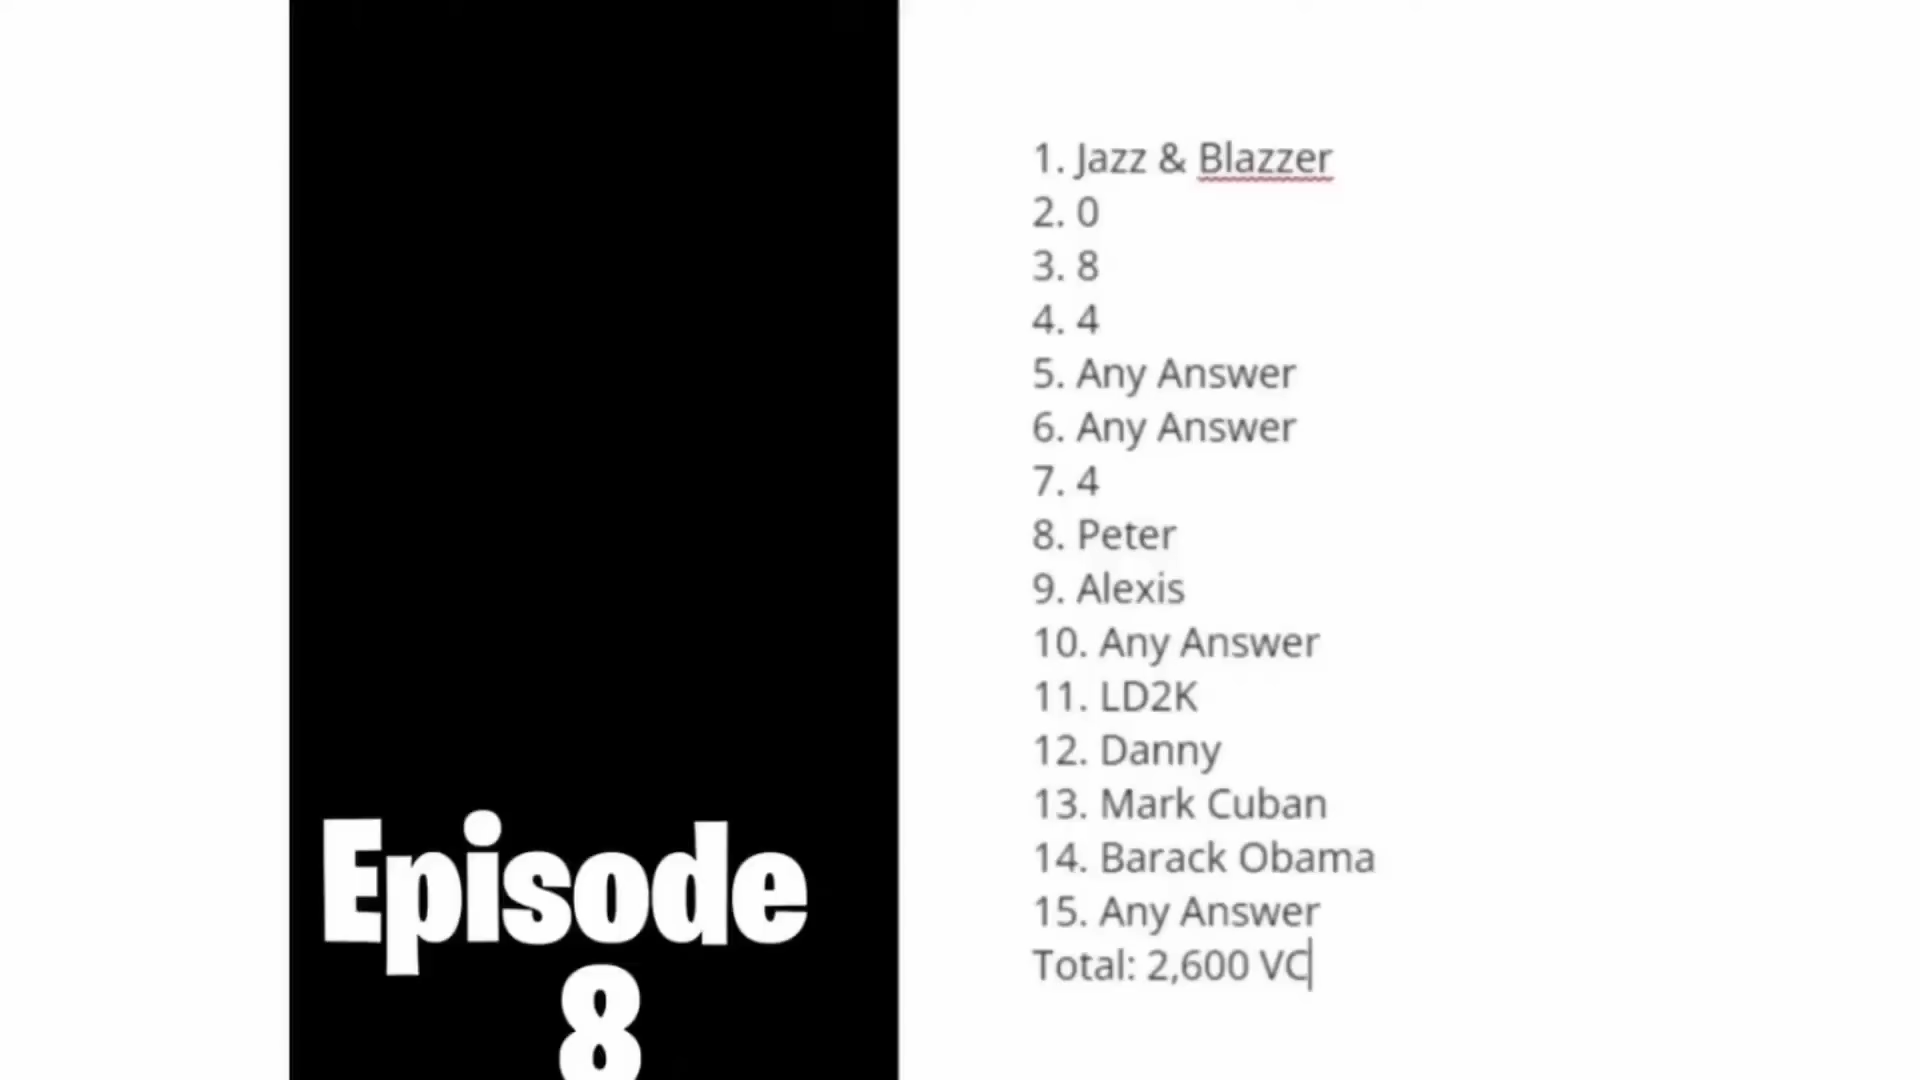 Episode
8
1. Jazz & Blazzer
2. 0
3. 8
4. 4
5. Any Answer
6. Any Answer
7. 4
8. Peter
9. Alexis
10. Any Answer
11. LD2K
12. Danny
13. Mark Cuban
14. Barack Obama
15. Any Answer
Total: 2,600 VC